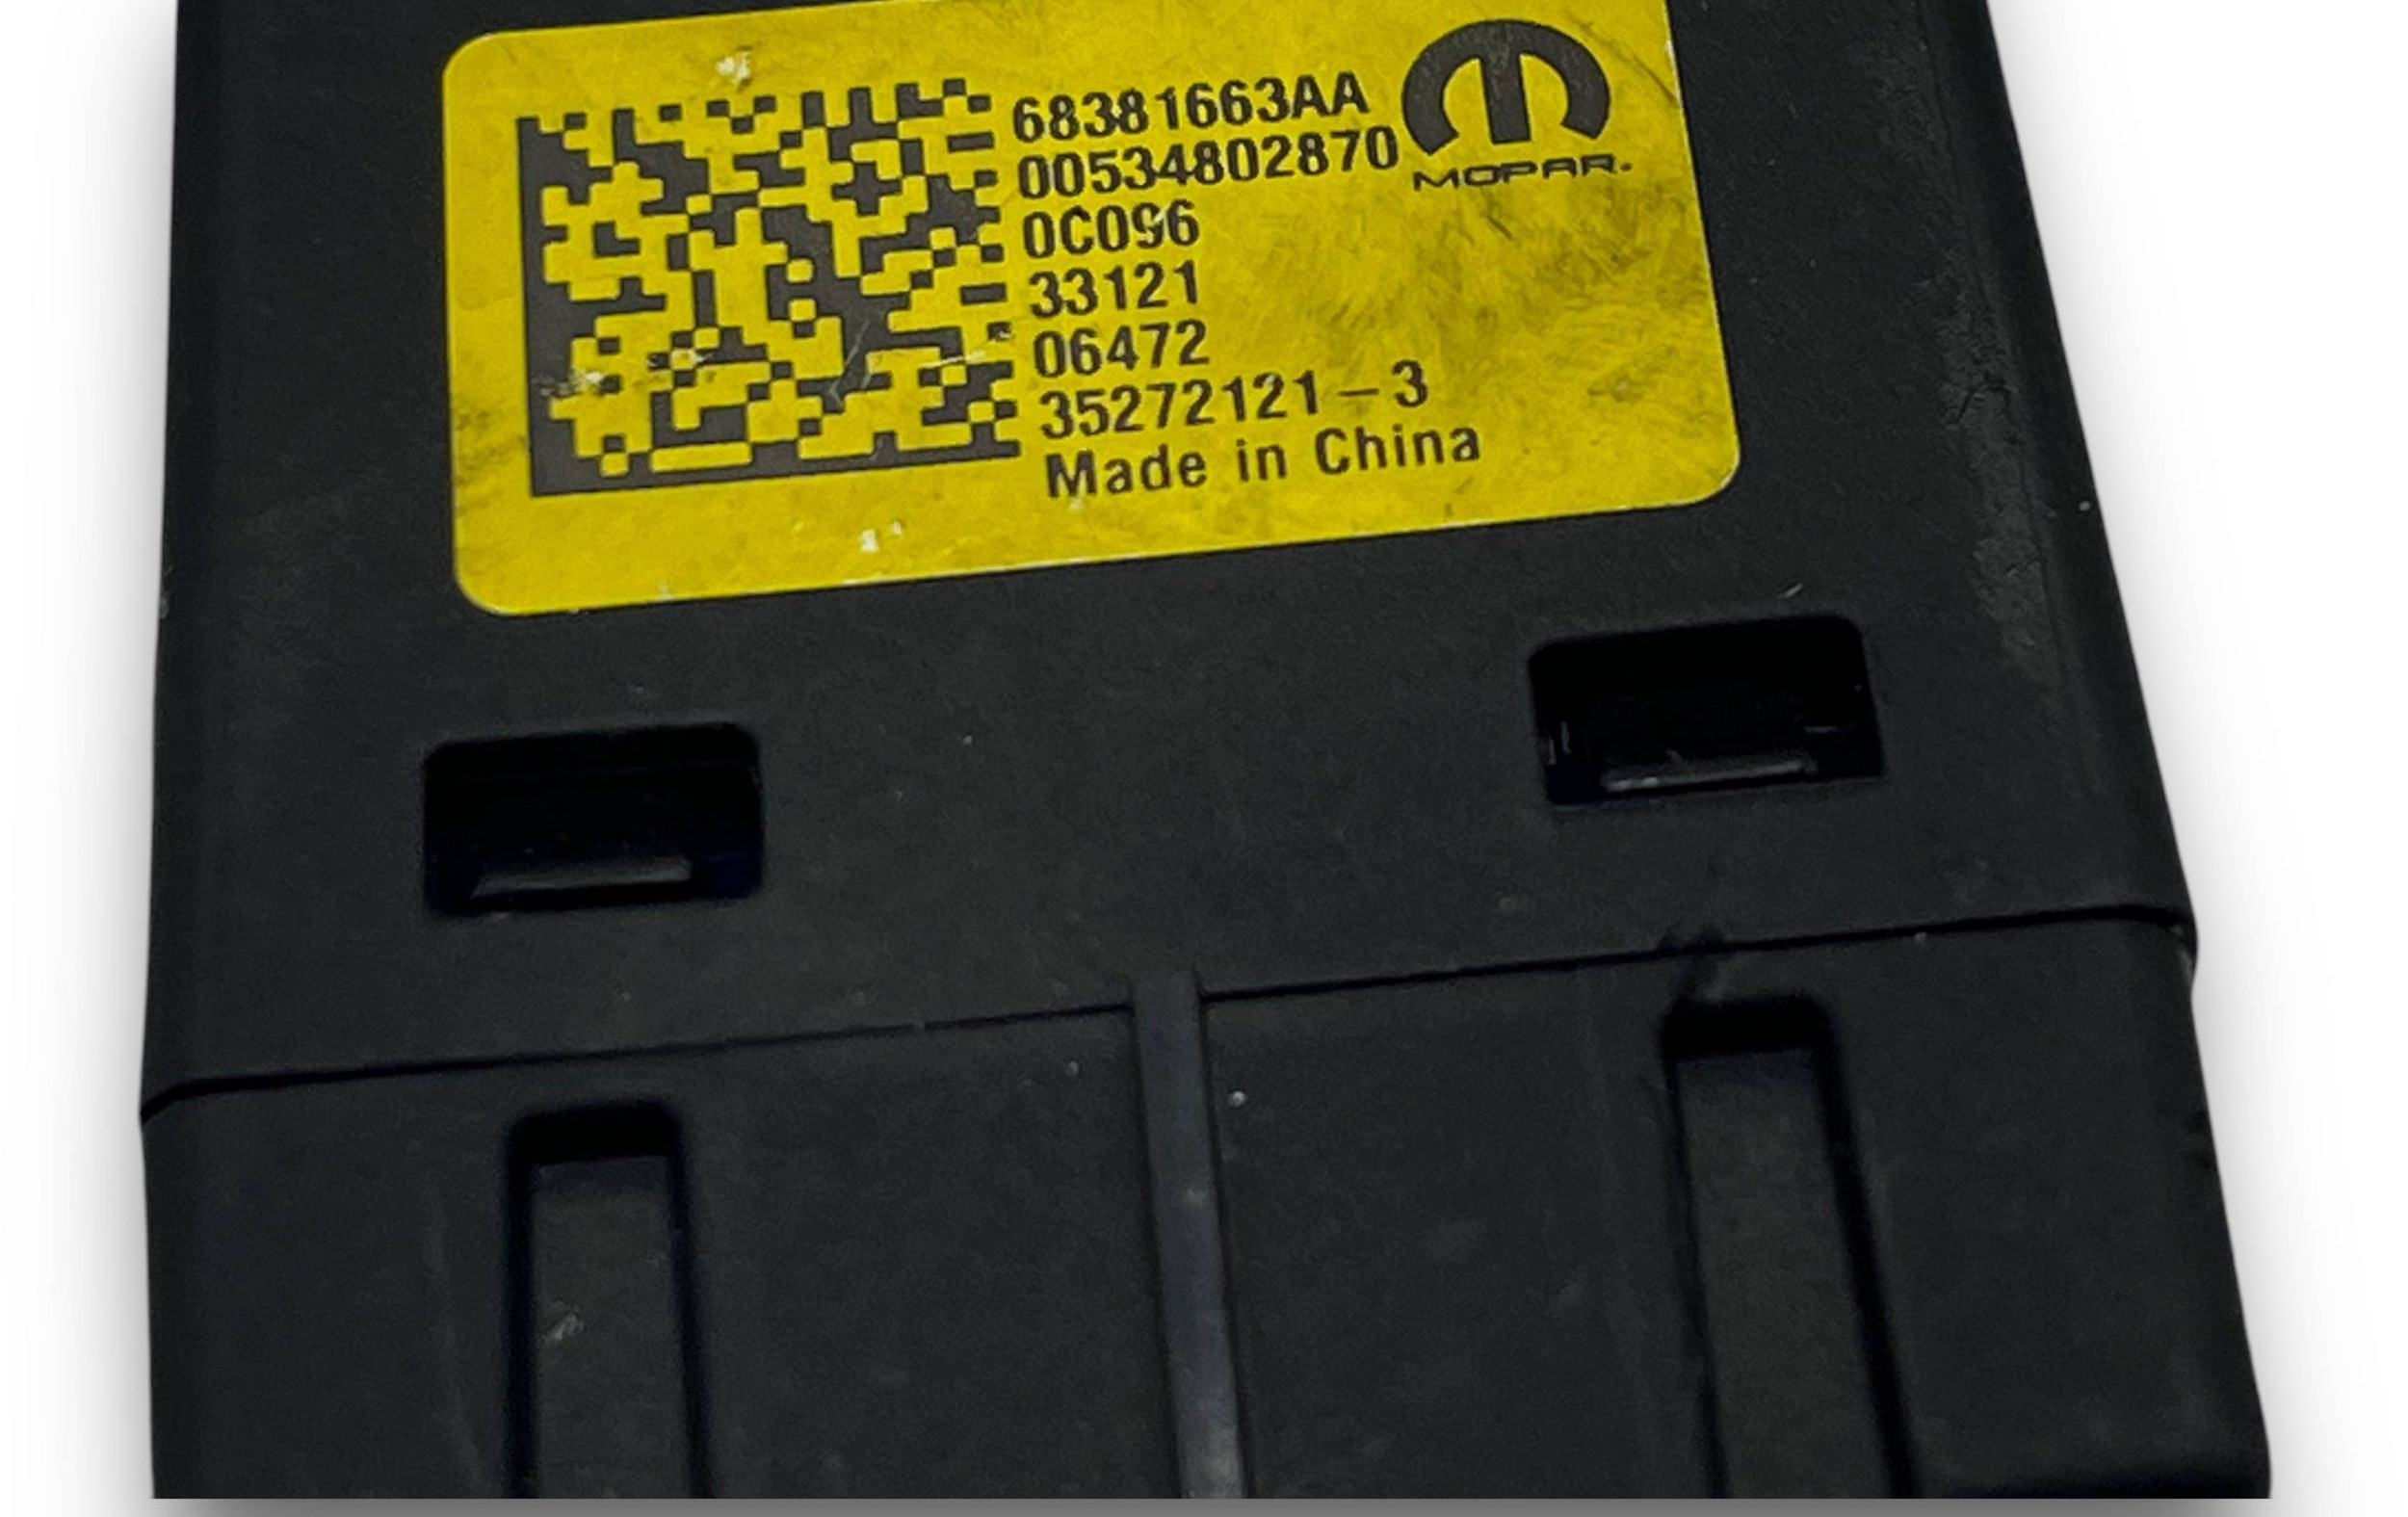 68381663AA
00534802870
MOPAR.
0C096
33121
06472
35272121-3
Made in China